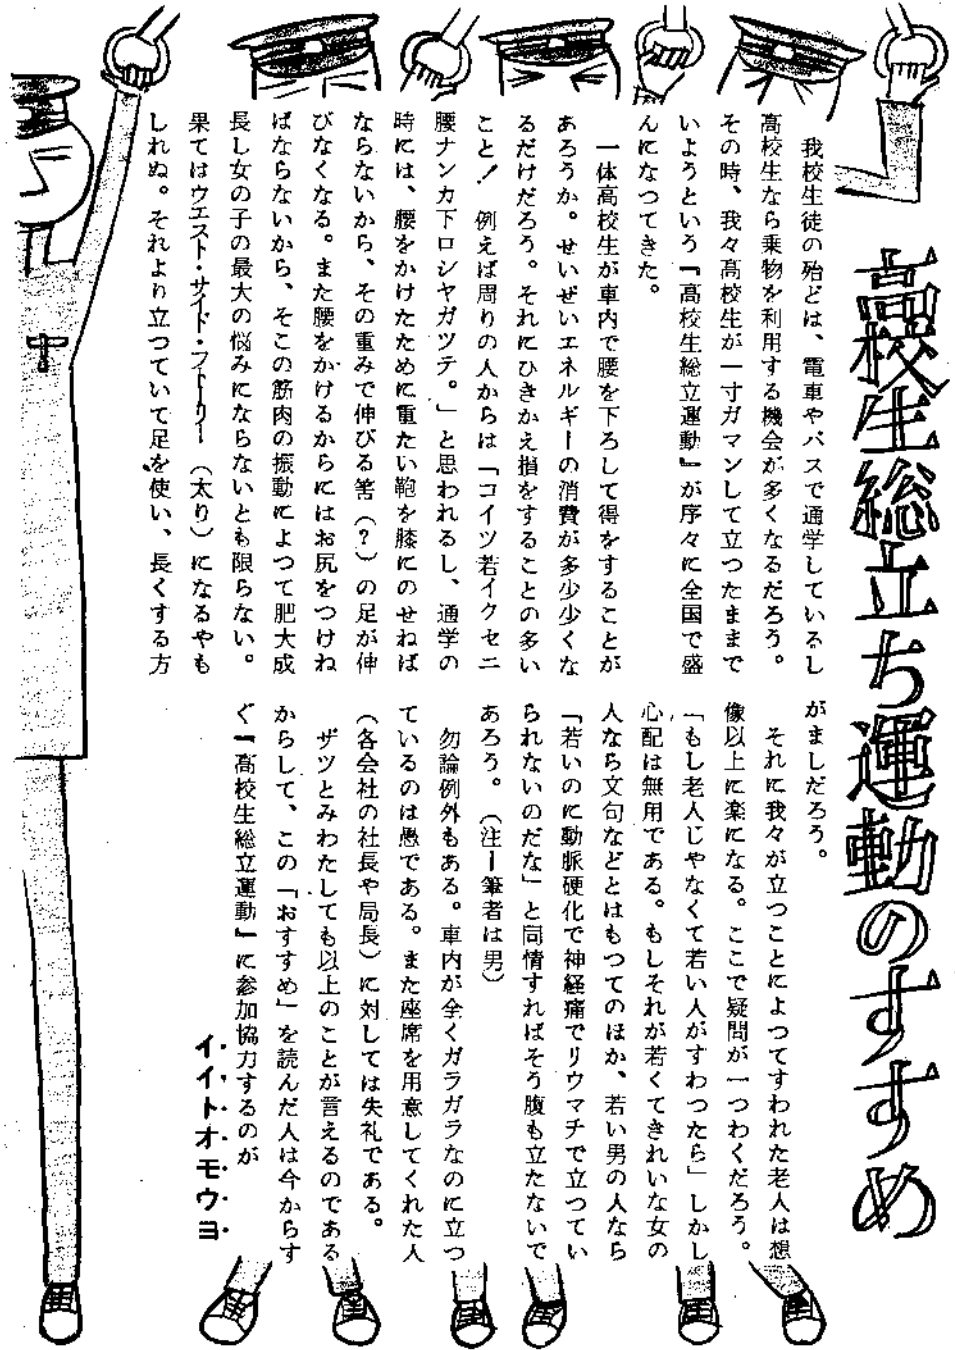 高校生総立ち運動のすすめ
我校生徒の殆どは、電車やバスで通学しているし
高校生なら乗物を利用する機会が多くなるだろう。
その時、我々高校生が一寸ガマンして立つたままで
いようという『高校生総立運動』が序々に全国で盛
んになつてきた。
一体高校生が車内で腰を下ろして得をすることが
あろうか。せいぜいエネルギーの消費が多少少くな
るだけだろう。それにひきかえ損をすることの多い
こと！例えば周りの人からは「コイツ若イクセニ
腰ナンカ下ロシヤガツテ。」と思われるし、通学の
時には、腰をかけたために重たい鞄を膝にのせねば
ならないから、その重みで伸びる筈（？）の足が伸
びなくなる。また腰をかけるからにはお尻をつけね
ばならないから、そこの筋肉の振動によつて肥大成
長し女の子の最大の悩みにならないとも限らない。
果てはウエスト・サイド・フトーリー（太り）になるやも
しれぬ。それより立つていて足を使い、長くする方
がましだろう。
それに我々が立つことによつてすわれた老人は想
像以上に楽になる。ここで疑問が一つわくだろう。
「もし老人じやなくて若い人がすわつたら」しかし
心配は無用である。もしそれが若くてきれいな女の
人なら文句などとはもつてのほか、若い男の人なら
「若いのに動脈硬化で神経痛でリウマチで立つてい
られないのだな」と同情すればそう腹も立たないで
あろう。（注ー筆者は男）
勿論例外もある。車内が全くガラガラなのに立つ
ているのは愚である。また座席を用意してくれた人
（各会社の社長や局長）に対しては失礼である。
ザツとみわたしても以上のことが言えるのである
からして、この「おすすめ」を読んだ人は今からす
ぐ『高校生総立運動』に参加協力するのが
イイトオモウヨ